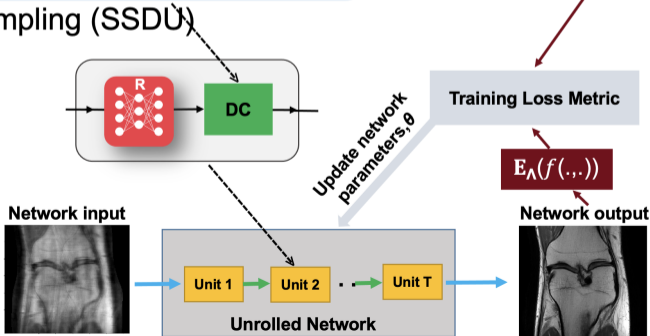 mpling (SSDU)
R
DC
Training Loss Metric
Update network
parameters,θ
E_Λ(f(.,.))
Network input
Network output
Unit 1
Unit 2
..
Unit T
Unrolled Network